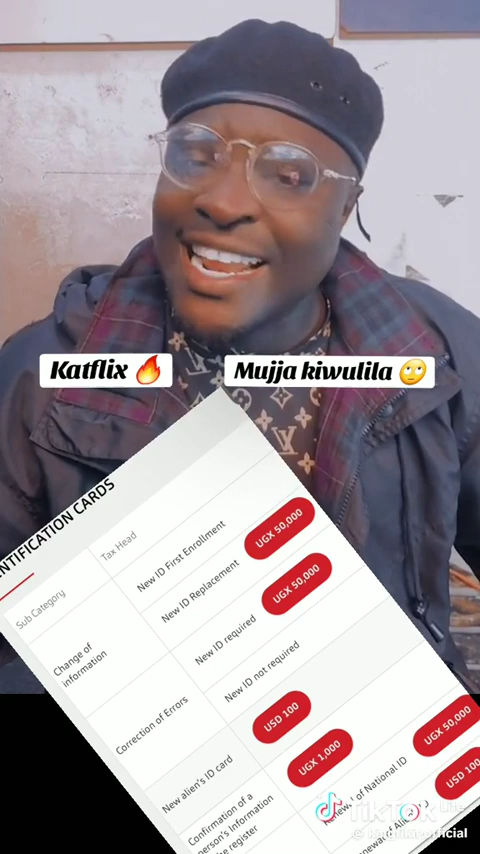 Katflix 🔥
Mujja kiwulila 🙄
ENTIFICATION CARDS
Sub Category
Tax Head
New ID First Enrollment
UGX 50,000
Change of
information
New ID Replacement
UGX 50,000
Correction of Errors
New ID required
New ID not required
New alien's ID card
USD 100
Confirmation of a
person's Information
register
UGX 1,000
of National ID
UGX 50,000
USD 100
TikTok
official